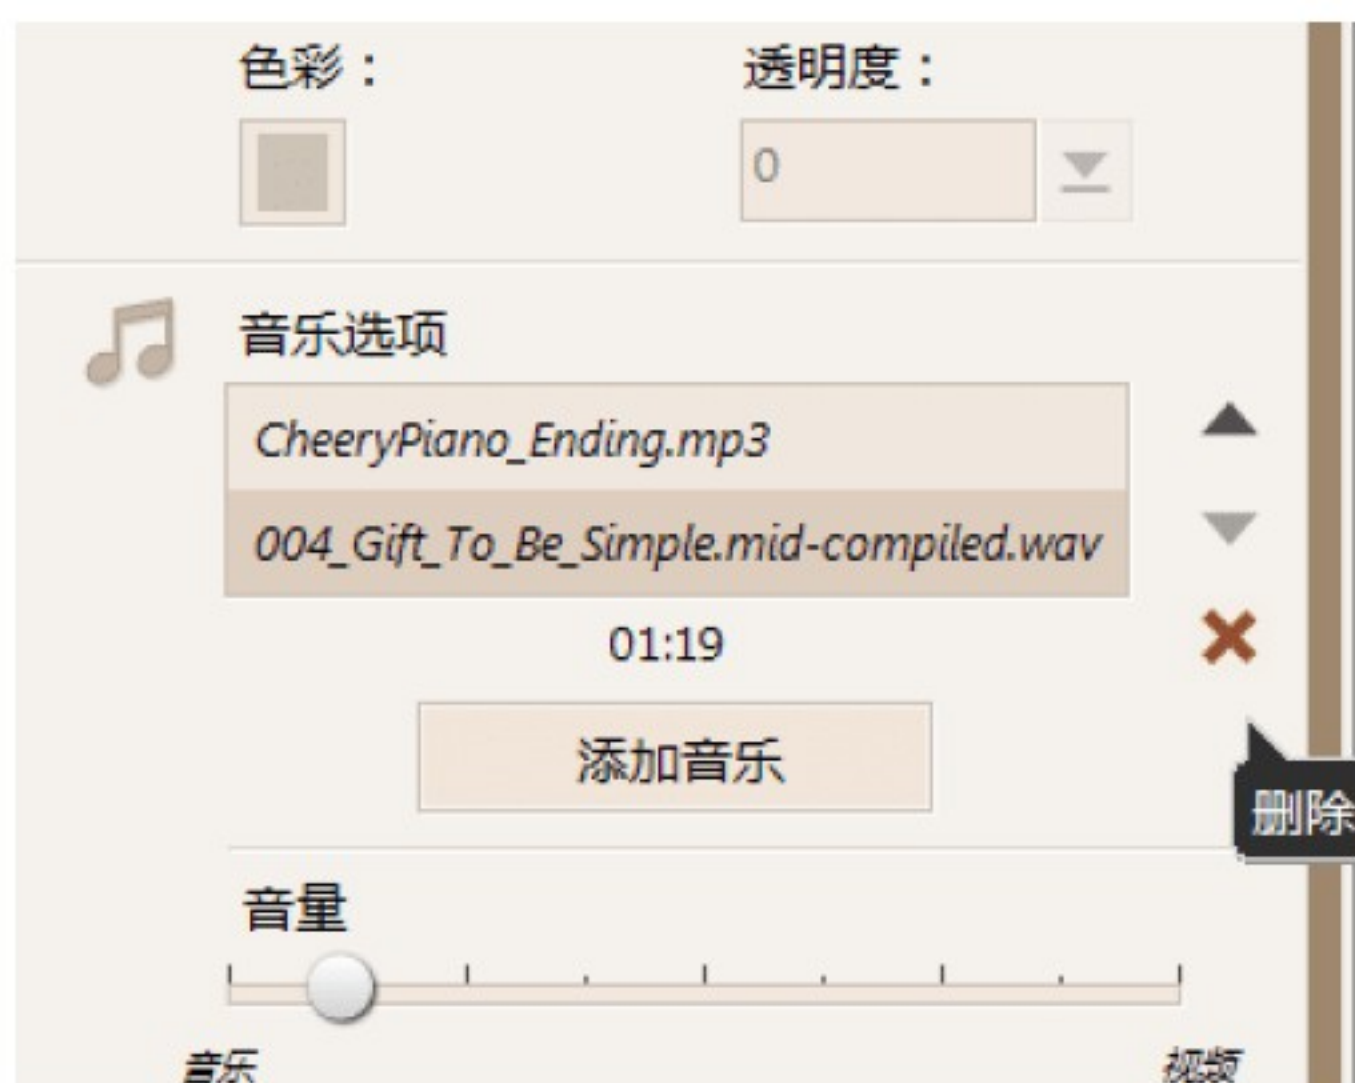 色彩： 透明度：
0
音乐选项
CheeryPiano_Ending.mp3
004_Gift_To_Be_Simple.mid-compiled.wav
01:19
添加音乐
删除
音量
音乐 视频